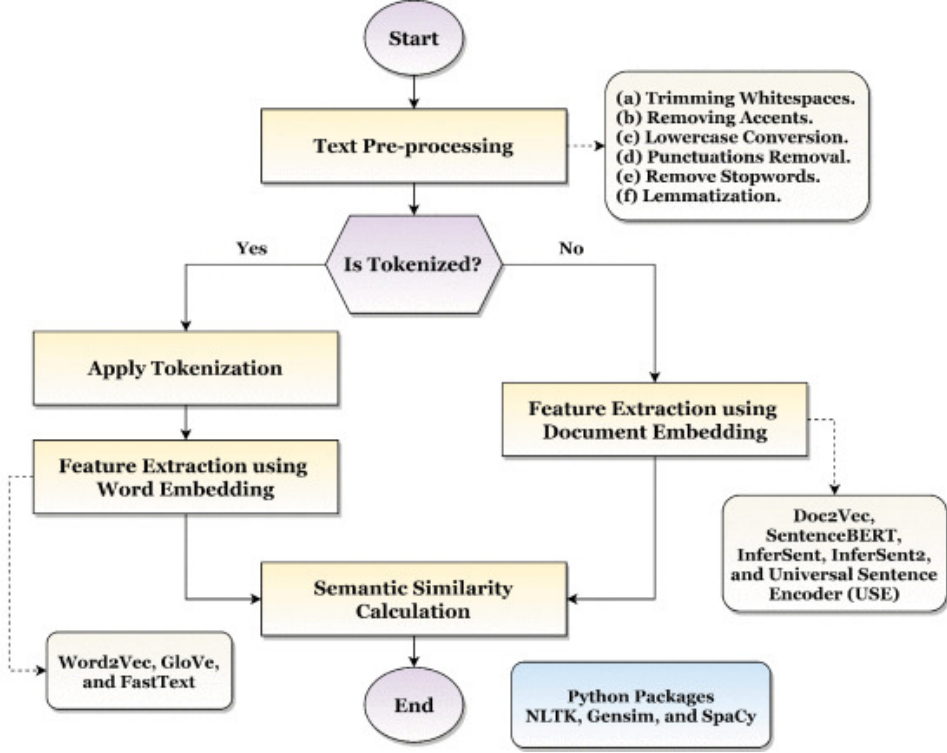 Start
Text Pre-processing
(a) Trimming Whitespaces.
(b) Removing Accents.
(c) Lowercase Conversion.
(d) Punctuations Removal.
(e) Remove Stopwords.
(f) Lemmatization.
Is Tokenized?
Yes
No
Apply Tokenization
Feature Extraction using
Word Embedding
Feature Extraction using
Document Embedding
Doc2Vec,
SentenceBERT,
InferSent, InferSent2,
and Universal Sentence
Encoder (USE)
Semantic Similarity
Calculation
Word2Vec, GloVe,
and FastText
End
Python Packages
NLTK, Gensim, and SpaCy